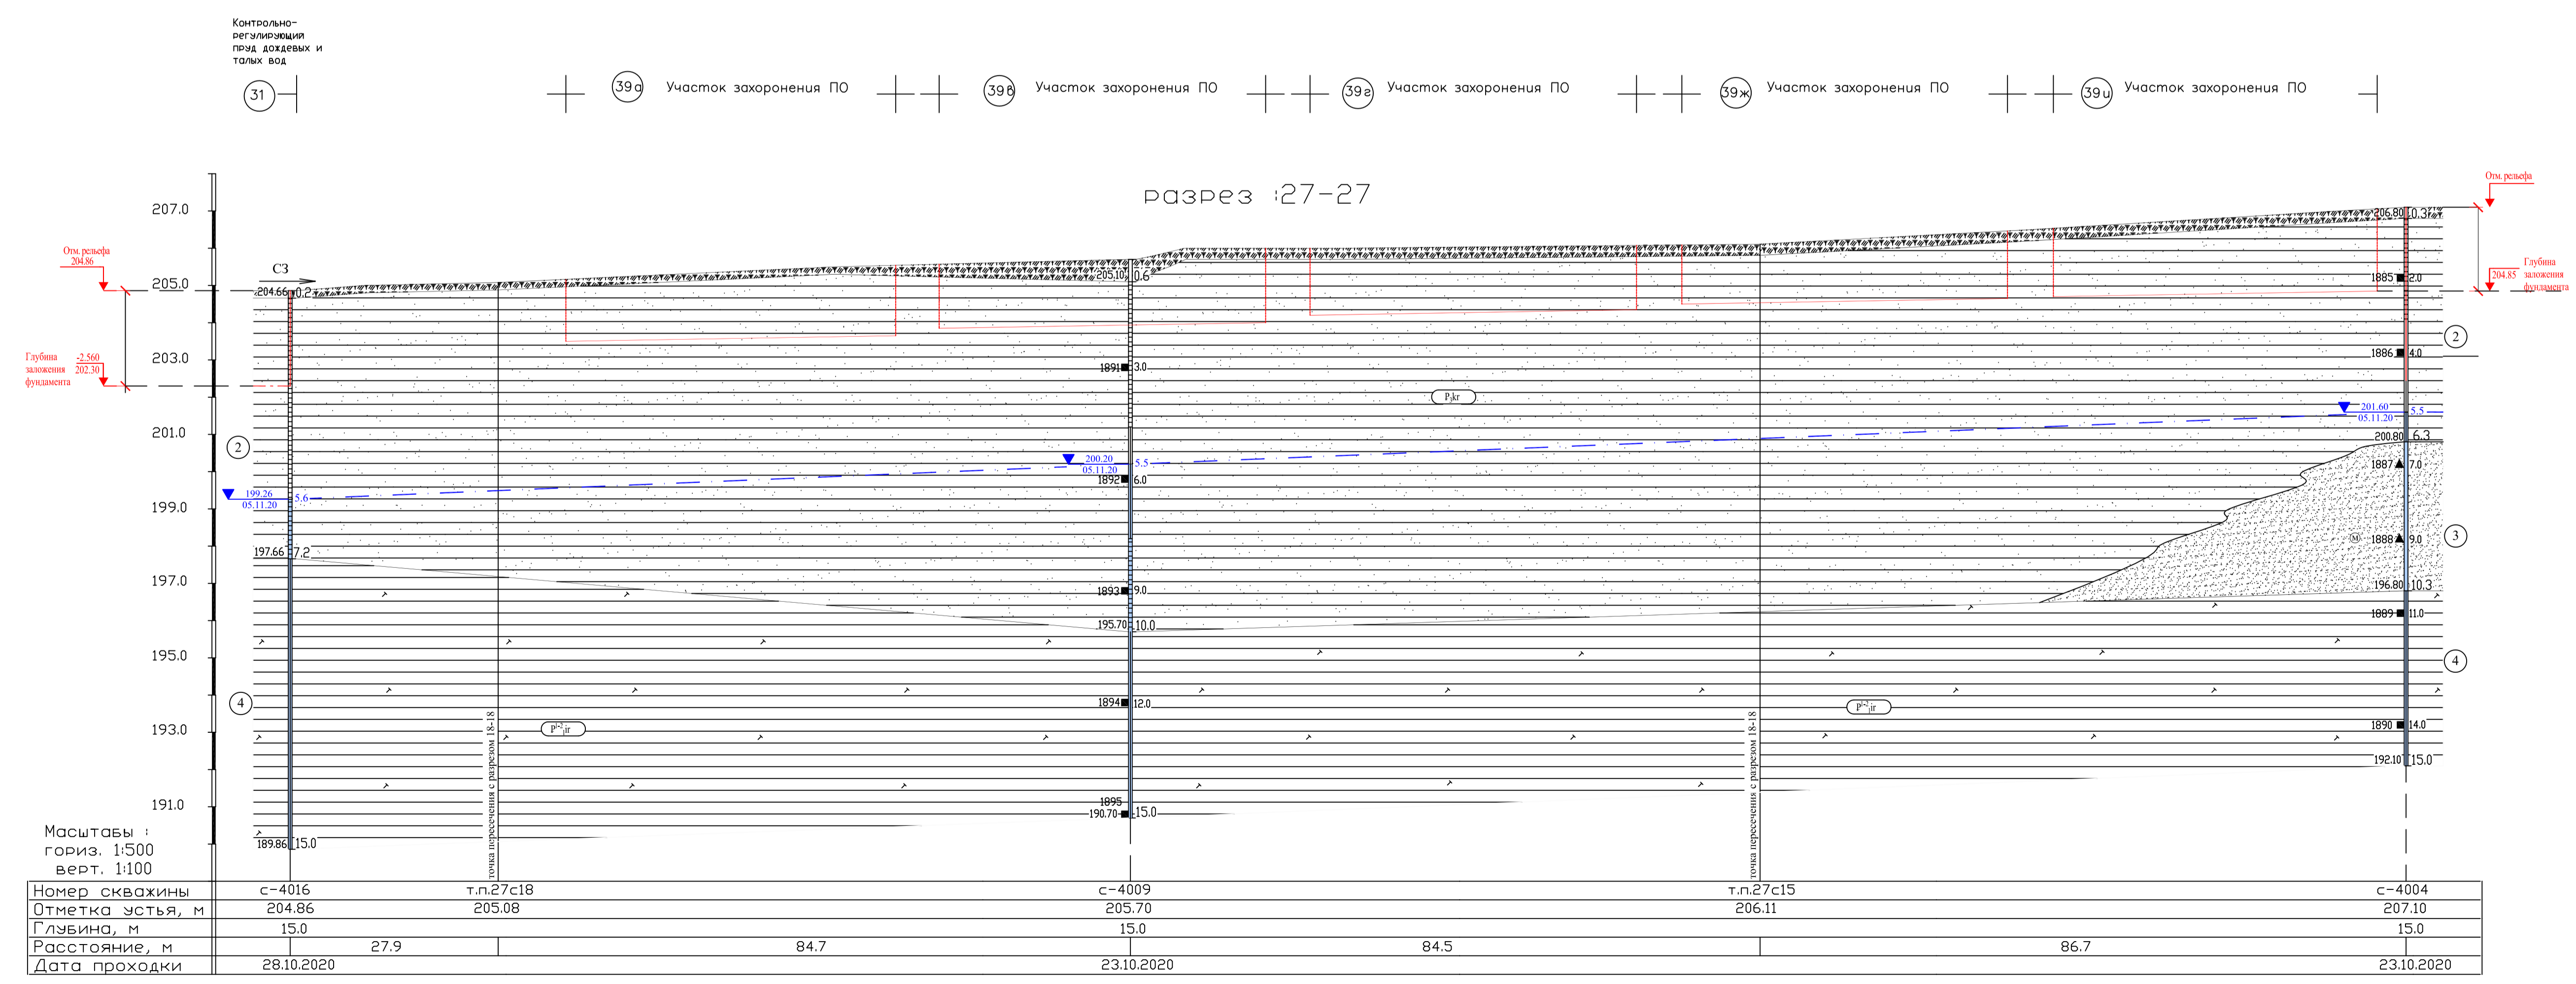 Контрольно-
регулирующий
пруд дождевых и
талых вод
31
39а Участок захоронения ПО
39в Участок захоронения ПО
39г Участок захоронения ПО
39ж Участок захоронения ПО
39и Участок захоронения ПО
разрез :27-27
207.0
205.0
203.0
201.0
199.0
197.0
195.0
193.0
191.0
Отм. рельефа
204.86
Глубина
заложения
фундамента
-2.560
202.30
СЗ
204.66 0.2
2
199.26
05.11.20
5.6
197.66 7.2
4
189.86 15.0
P¹⁻²₁ir
точка пересечения с разрезом 18-18
205.10 0.6
1891 3.0
200.20
05.11.20
5.5
1892 6.0
1893 9.0
195.70 10.0
1894 12.0
1895
190.70 15.0
P₁kr
точка пересечения с разрезом 18-18
P¹⁻²₁ir
Отм. рельефа
206.80 0.3
1885 2.0
204.85
Глубина
заложения
фундамента
2
1886 4.0
201.60
05.11.20
5.5
200.80 6.3
1887 7.0
М
1888 9.0
3
196.80 10.3
1889 11.0
4
1890 14.0
192.10 15.0
Масштабы :
гориз. 1:500
верт. 1:100
Номер скважины с-4016 т.п.27с18 с-4009 т.п.27с15 с-4004
Отметка устья, м 204.86 205.08 205.70 206.11 207.10
Глубина, м 15.0 15.0 15.0
Расстояние, м 27.9 84.7 84.5 86.7
Дата проходки 28.10.2020 23.10.2020 23.10.2020